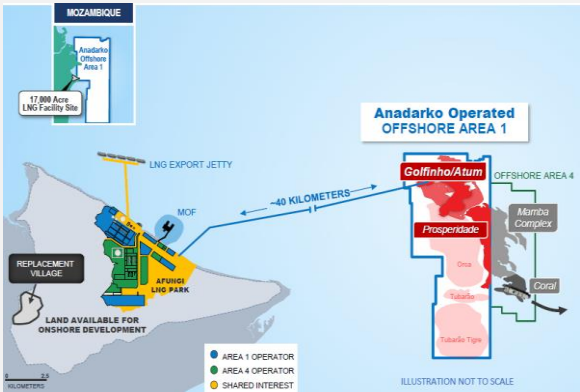 MOZAMBIQUE
Anadarko
Offshore
Area 1
17,000 Acre
LNG Facility Site
Anadarko Operated
OFFSHORE AREA 1
LNG EXPORT JETTY
MOF
~40 KILOMETERS
Golfinho/Atum
OFFSHORE AREA 4
Mamba
Complex
Prosperidade
REPLACEMENT
VILLAGE
AFUNGI
LNG PARK
Orca
Coral
Tubarão
LAND AVAILABLE FOR
ONSHORE DEVELOPMENT
Tubarão Tigre
AREA 1 OPERATOR
AREA 4 OPERATOR
SHARED INTEREST
0 2.5
KILOMETERS
ILLUSTRATION NOT TO SCALE